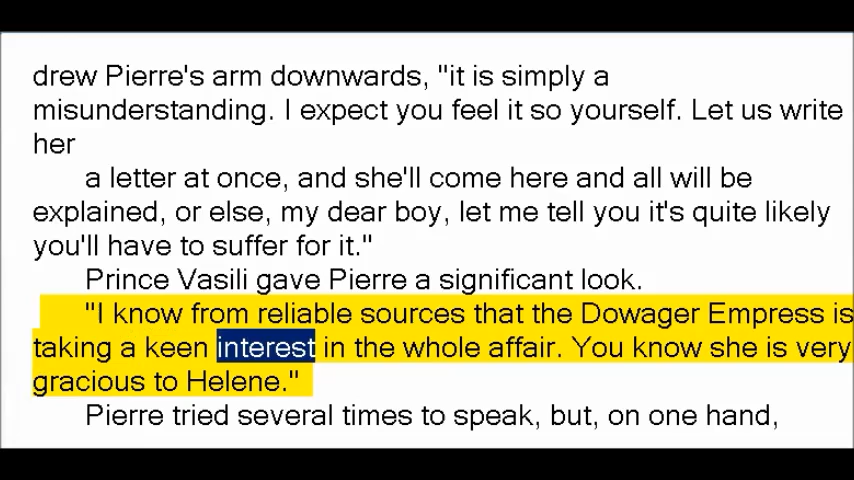 drew Pierre's arm downwards, "it is simply a
misunderstanding. I expect you feel it so yourself. Let us write
her
a letter at once, and she'll come here and all will be
explained, or else, my dear boy, let me tell you it's quite likely
you'll have to suffer for it."
Prince Vasili gave Pierre a significant look.
"I know from reliable sources that the Dowager Empress is
taking a keen interest in the whole affair. You know she is very
gracious to Helene."
Pierre tried several times to speak, but, on one hand,